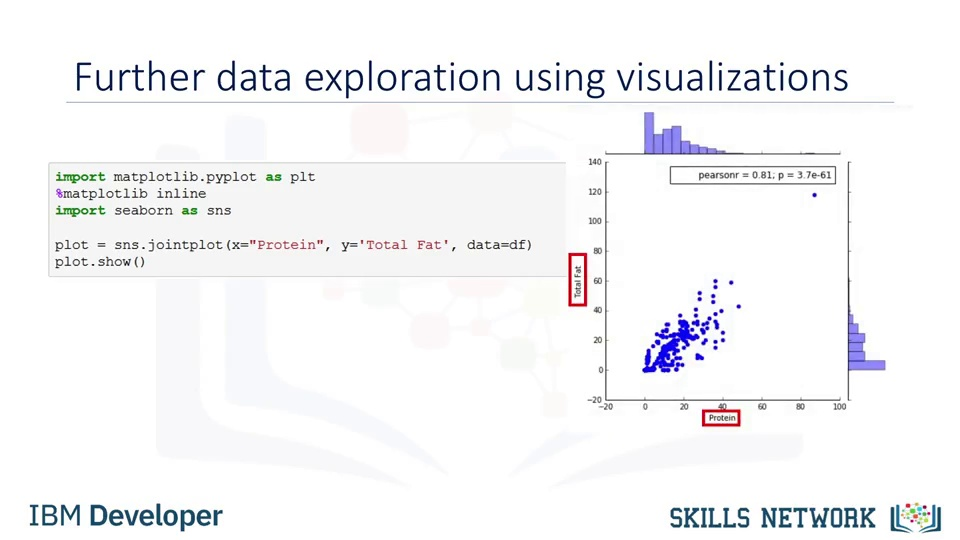 Further data exploration using visualizations
import matplotlib.pyplot as plt
%matplotlib inline
import seaborn as sns
plot = sns.jointplot(x="Protein", y='Total Fat', data=df)
plot.show()
pearsonr = 0.81; p = 3.7e-61
140
120
100
80
60
40
20
0
−20
Total Fat
−20 0 20 40 60 80 100
Protein
IBM Developer
SKILLS NETWORK